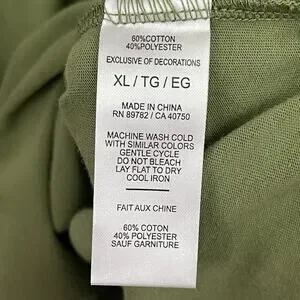 60%COTTON
40%POLYESTER
EXCLUSIVE OF DECORATIONS
XL / TG / EG
MADE IN CHINA
RN 89782 / CA 40750
MACHINE WASH COLD
WITH SIMILAR COLORS
GENTLE CYCLE
DO NOT BLEACH
LAY FLAT TO DRY
COOL IRON
FAIT AUX CHINE
60% COTON
40% POLYESTER
SAUF GARNITURE